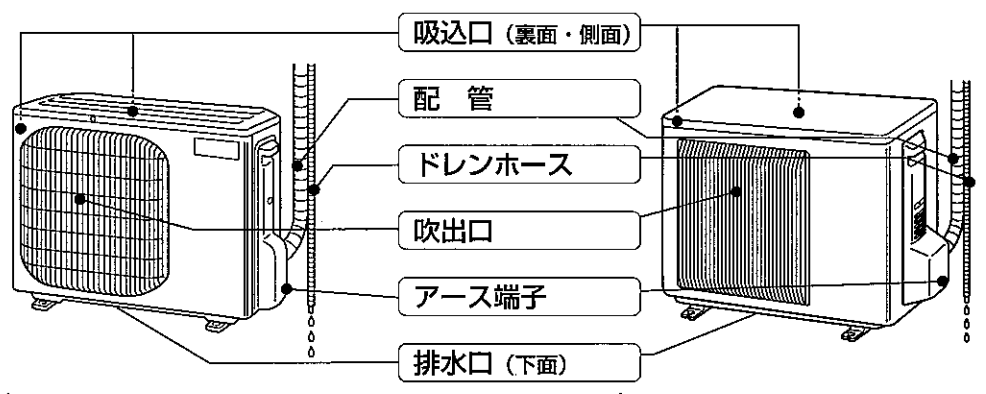 吸込口（裏面・側面）
配　管
ドレンホース
吹出口
アース端子
排水口（下面）